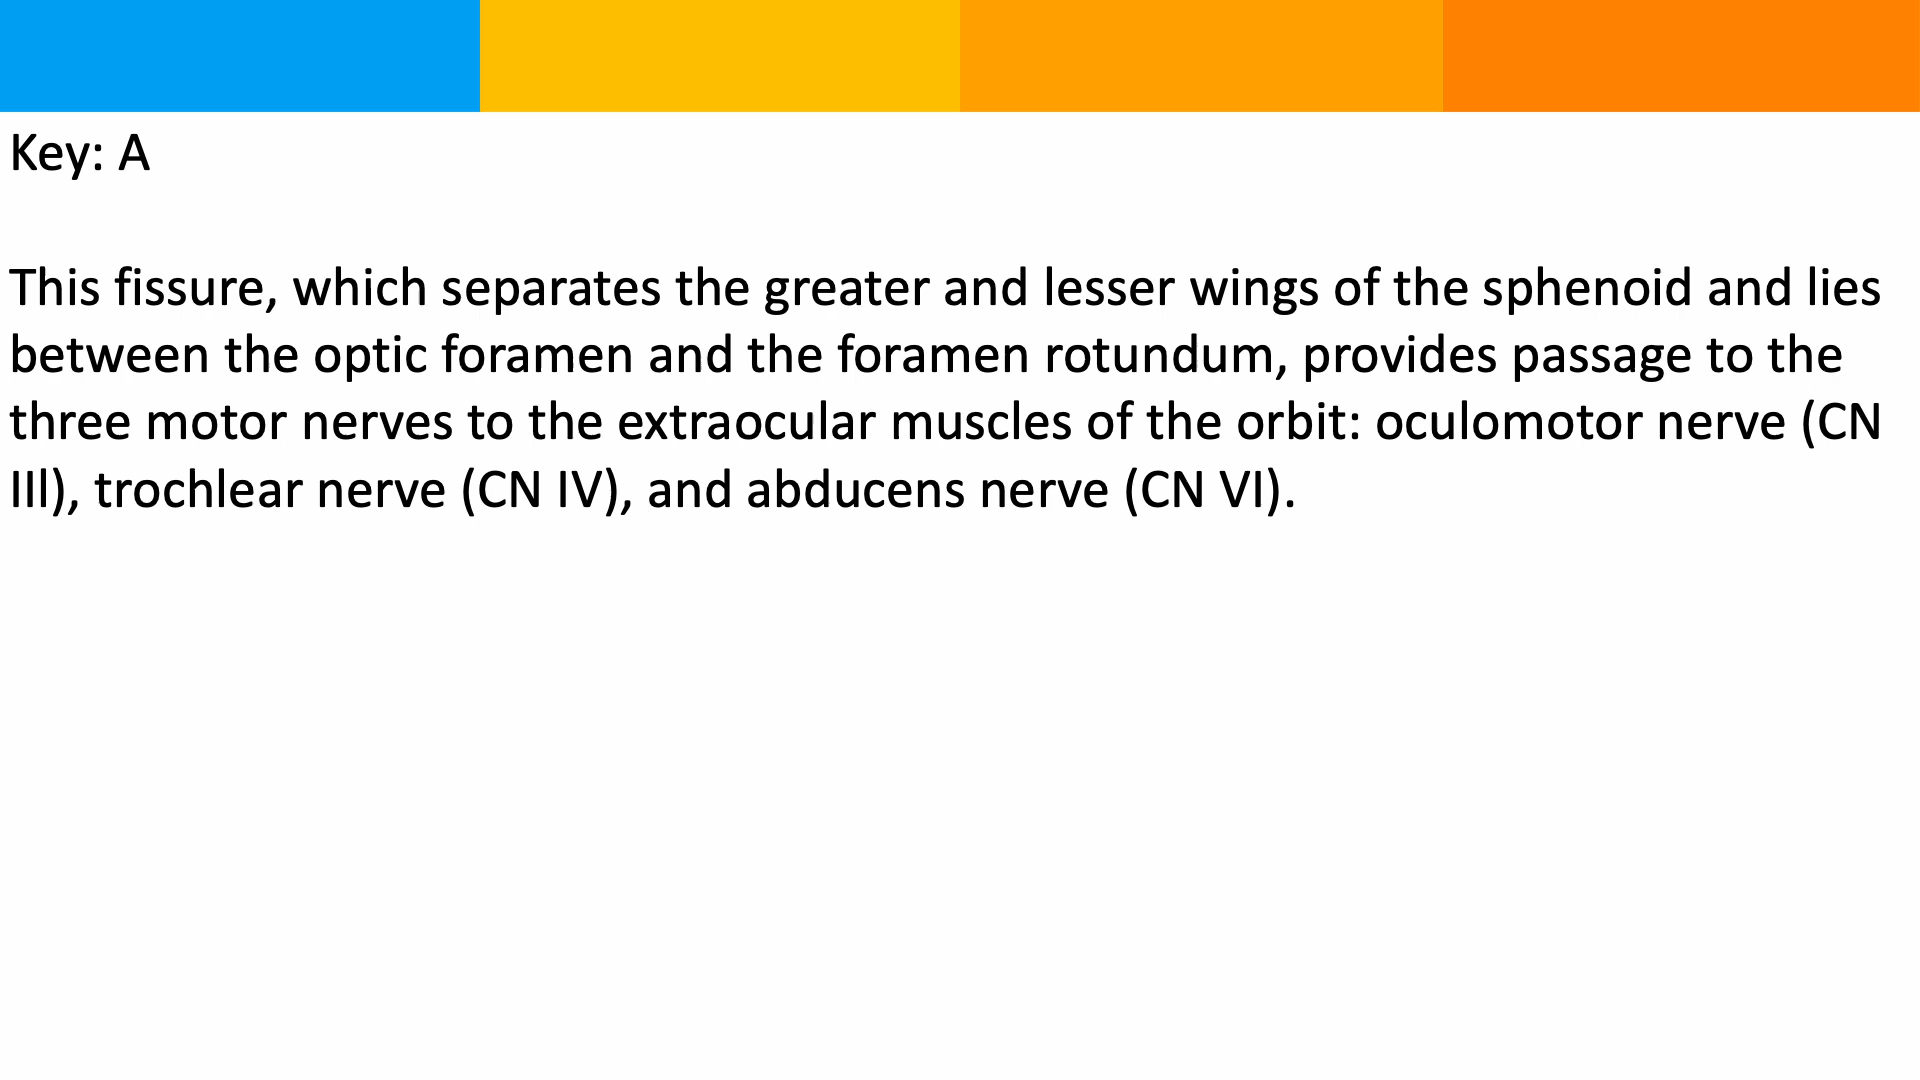 Key: A
This fissure, which separates the greater and lesser wings of the sphenoid and lies
between the optic foramen and the foramen rotundum, provides passage to the
three motor nerves to the extraocular muscles of the orbit: oculomotor nerve (CN
IIl), trochlear nerve (CN IV), and abducens nerve (CN VI).